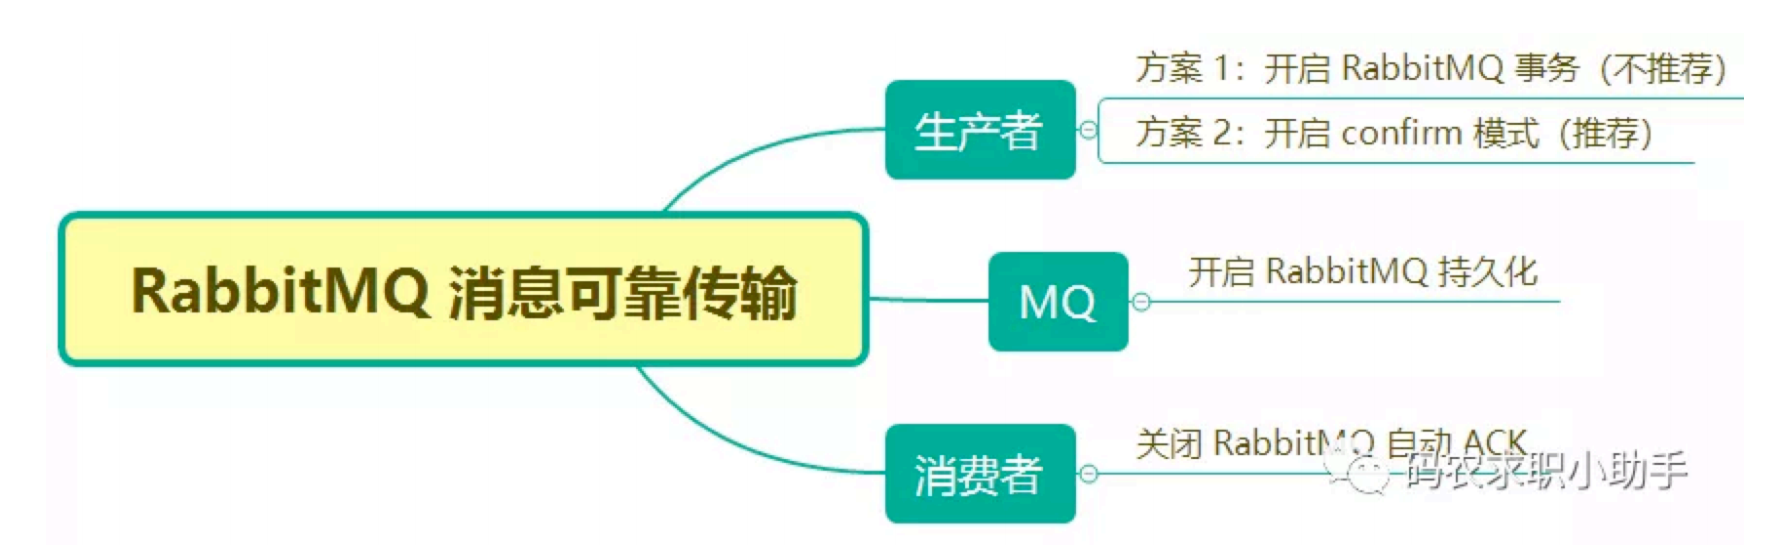 方案 1：开启 RabbitMQ 事务（不推荐）
生产者
方案 2：开启 confirm 模式（推荐）
RabbitMQ 消息可靠传输
MQ
开启 RabbitMQ 持久化
消费者
关闭 RabbitMQ 自动 ACK
码农求职小助手